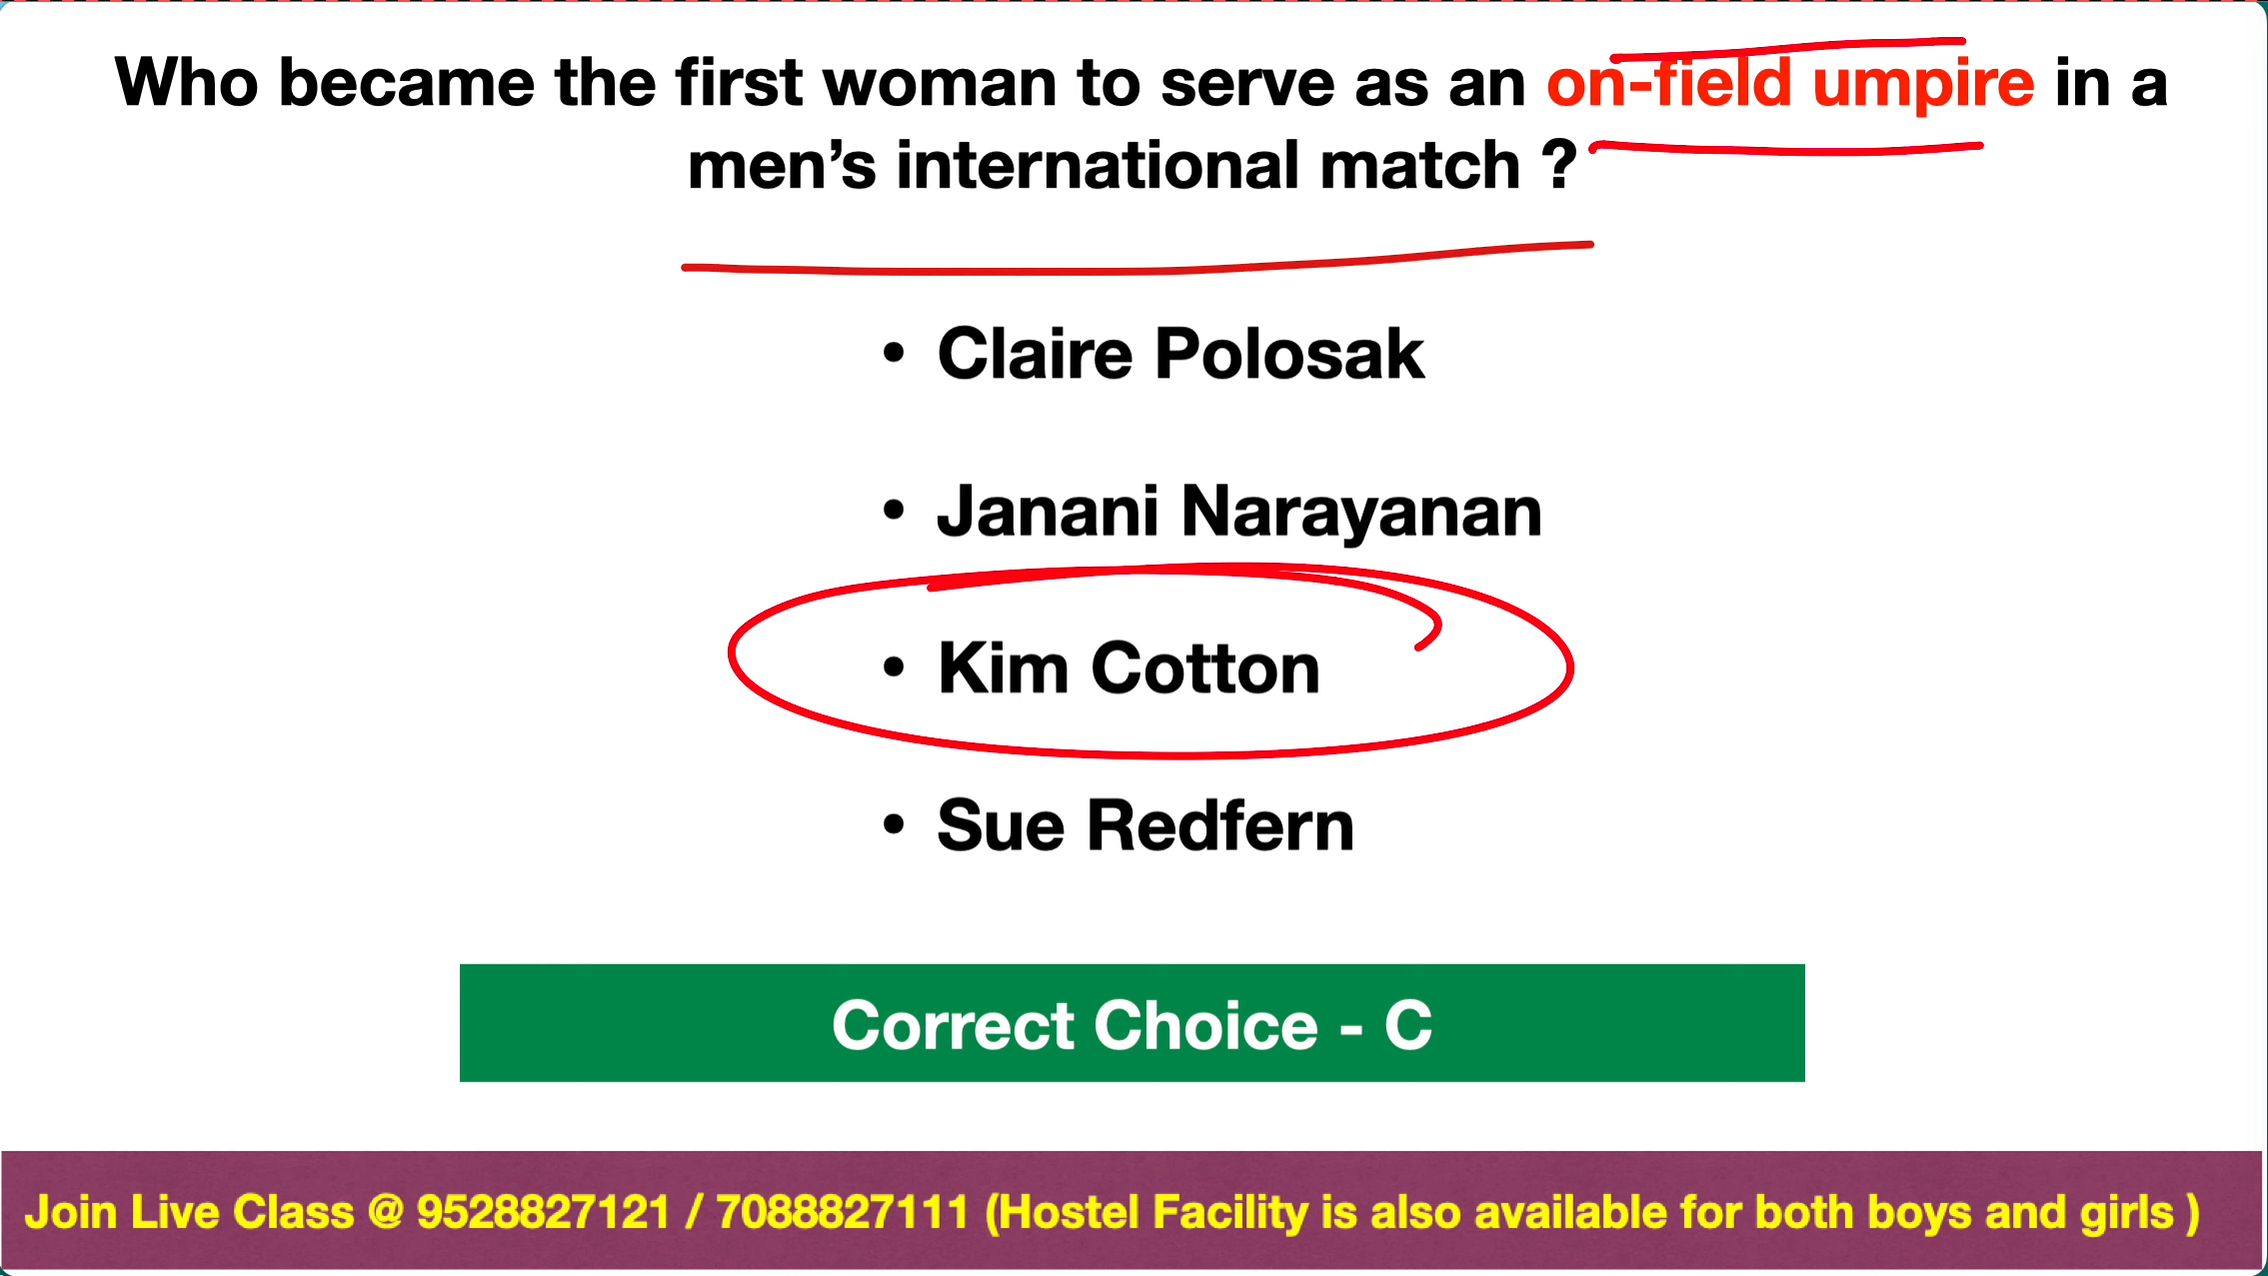 Who became the first woman to serve as an on-field umpire in a
men’s international match ?
• Claire Polosak
• Janani Narayanan
• Kim Cotton
• Sue Redfern
Correct Choice - C
Join Live Class @ 9528827121 / 7088827111 (Hostel Facility is also available for both boys and girls )